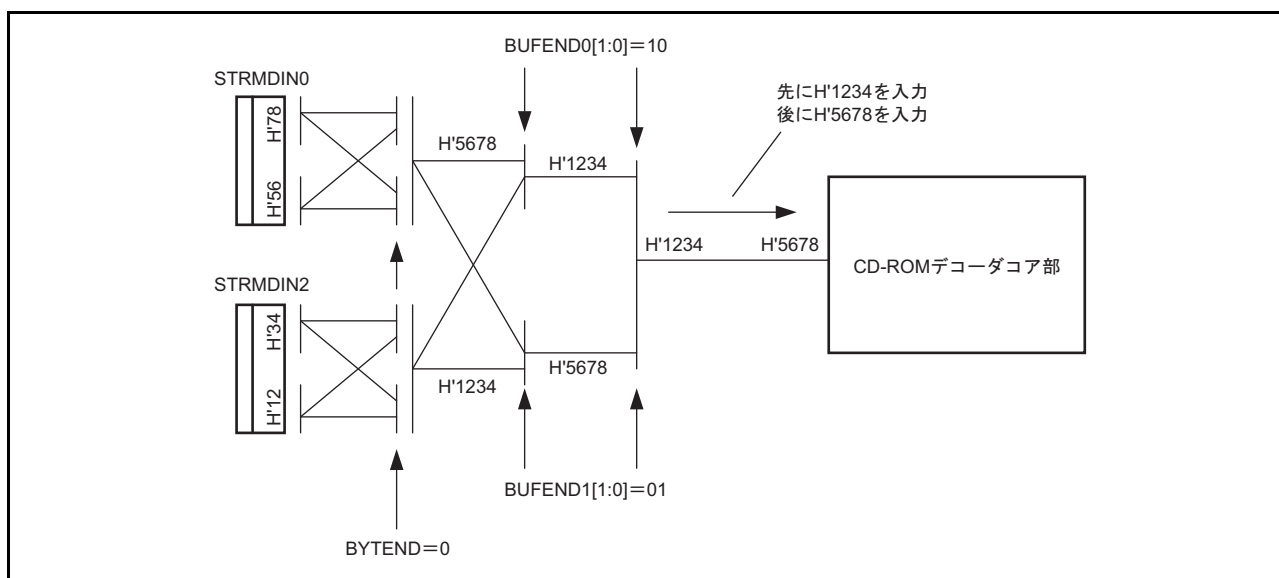 BUFEND0[1:0]=10
STRMDIN0
H'78
H'56
H'5678
H'1234
先にH'1234を入力
後にH'5678を入力
H'1234
H'5678
CD-ROMデコーダコア部
STRMDIN2
H'34
H'12
H'1234
H'5678
BUFEND1[1:0]=01
BYTEND=0